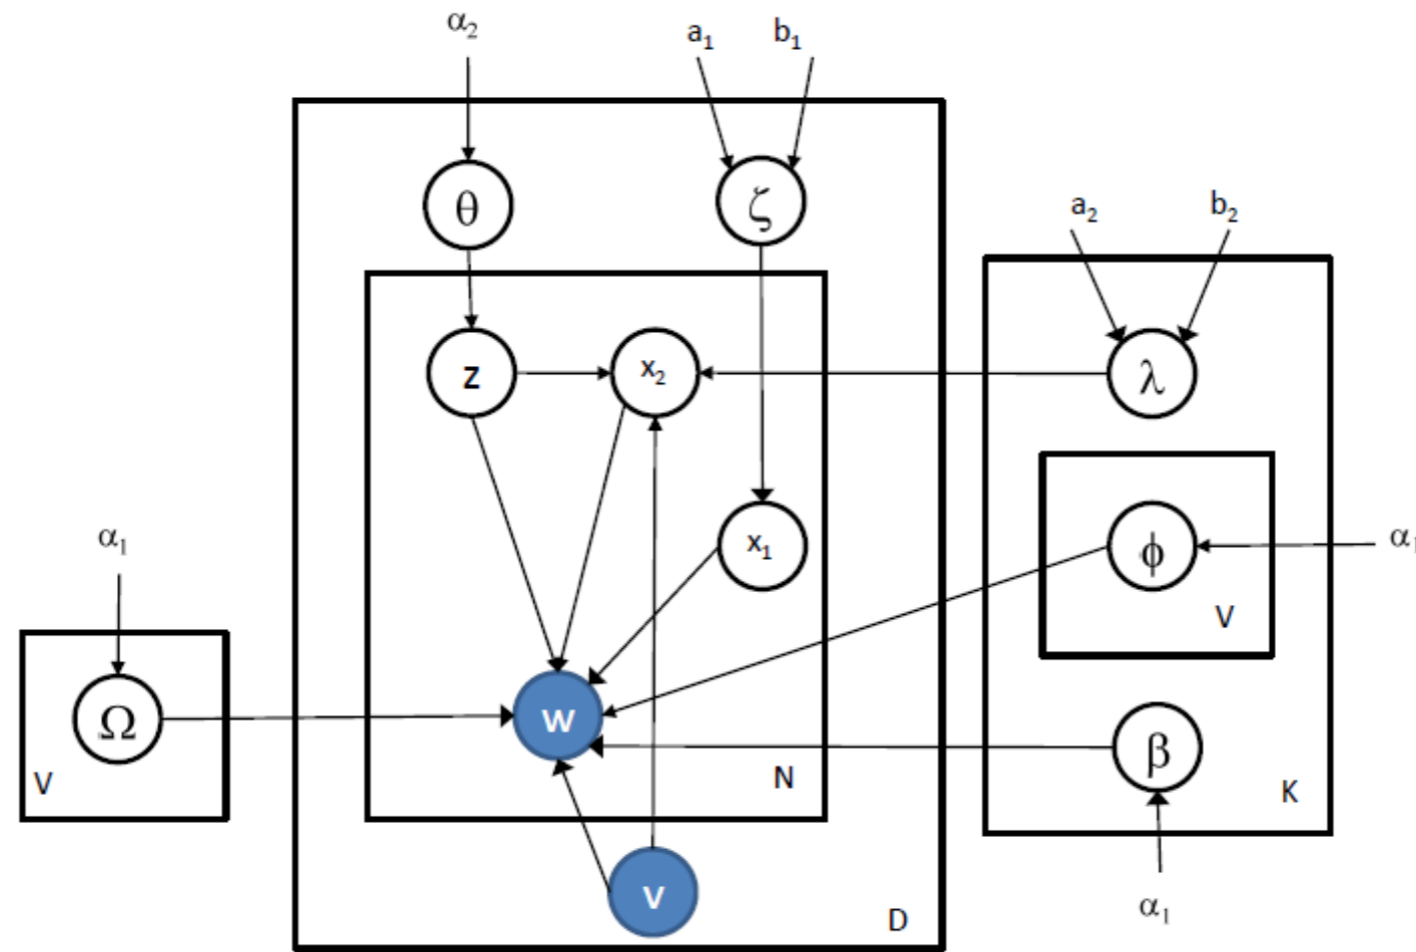 α₂
a₁ b₁
θ ζ
a₂ b₂
z x₂ λ
α₁ x₁ ϕ α₁
V
Ω w β
V N K
v D
α₁